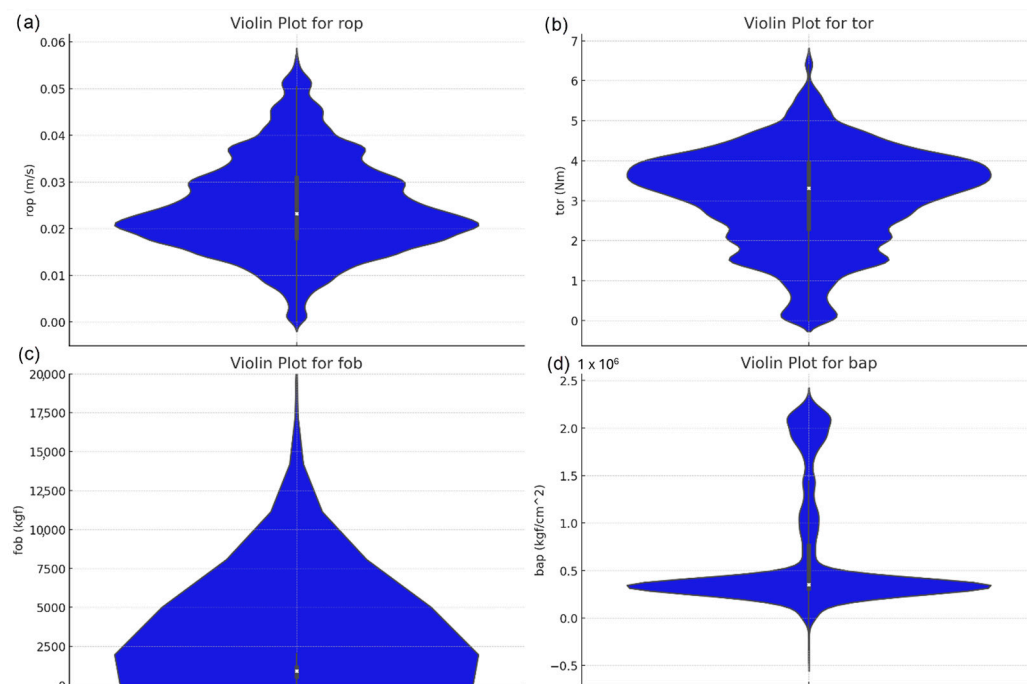 (a)
Violin Plot for rop
0.06
0.05
0.04
0.03
0.02
0.01
0.00
rop (m/s)
(b)
Violin Plot for tor
7
6
5
4
3
2
1
0
tor (Nm)
(c)
Violin Plot for fob
20000
17500
15000
12500
10000
7500
5000
2500
fob (kgf)
(d)
1 x 10^6
Violin Plot for bap
2.5
2.0
1.5
1.0
0.5
0.0
−0.5
bap (kgf/cm^2)